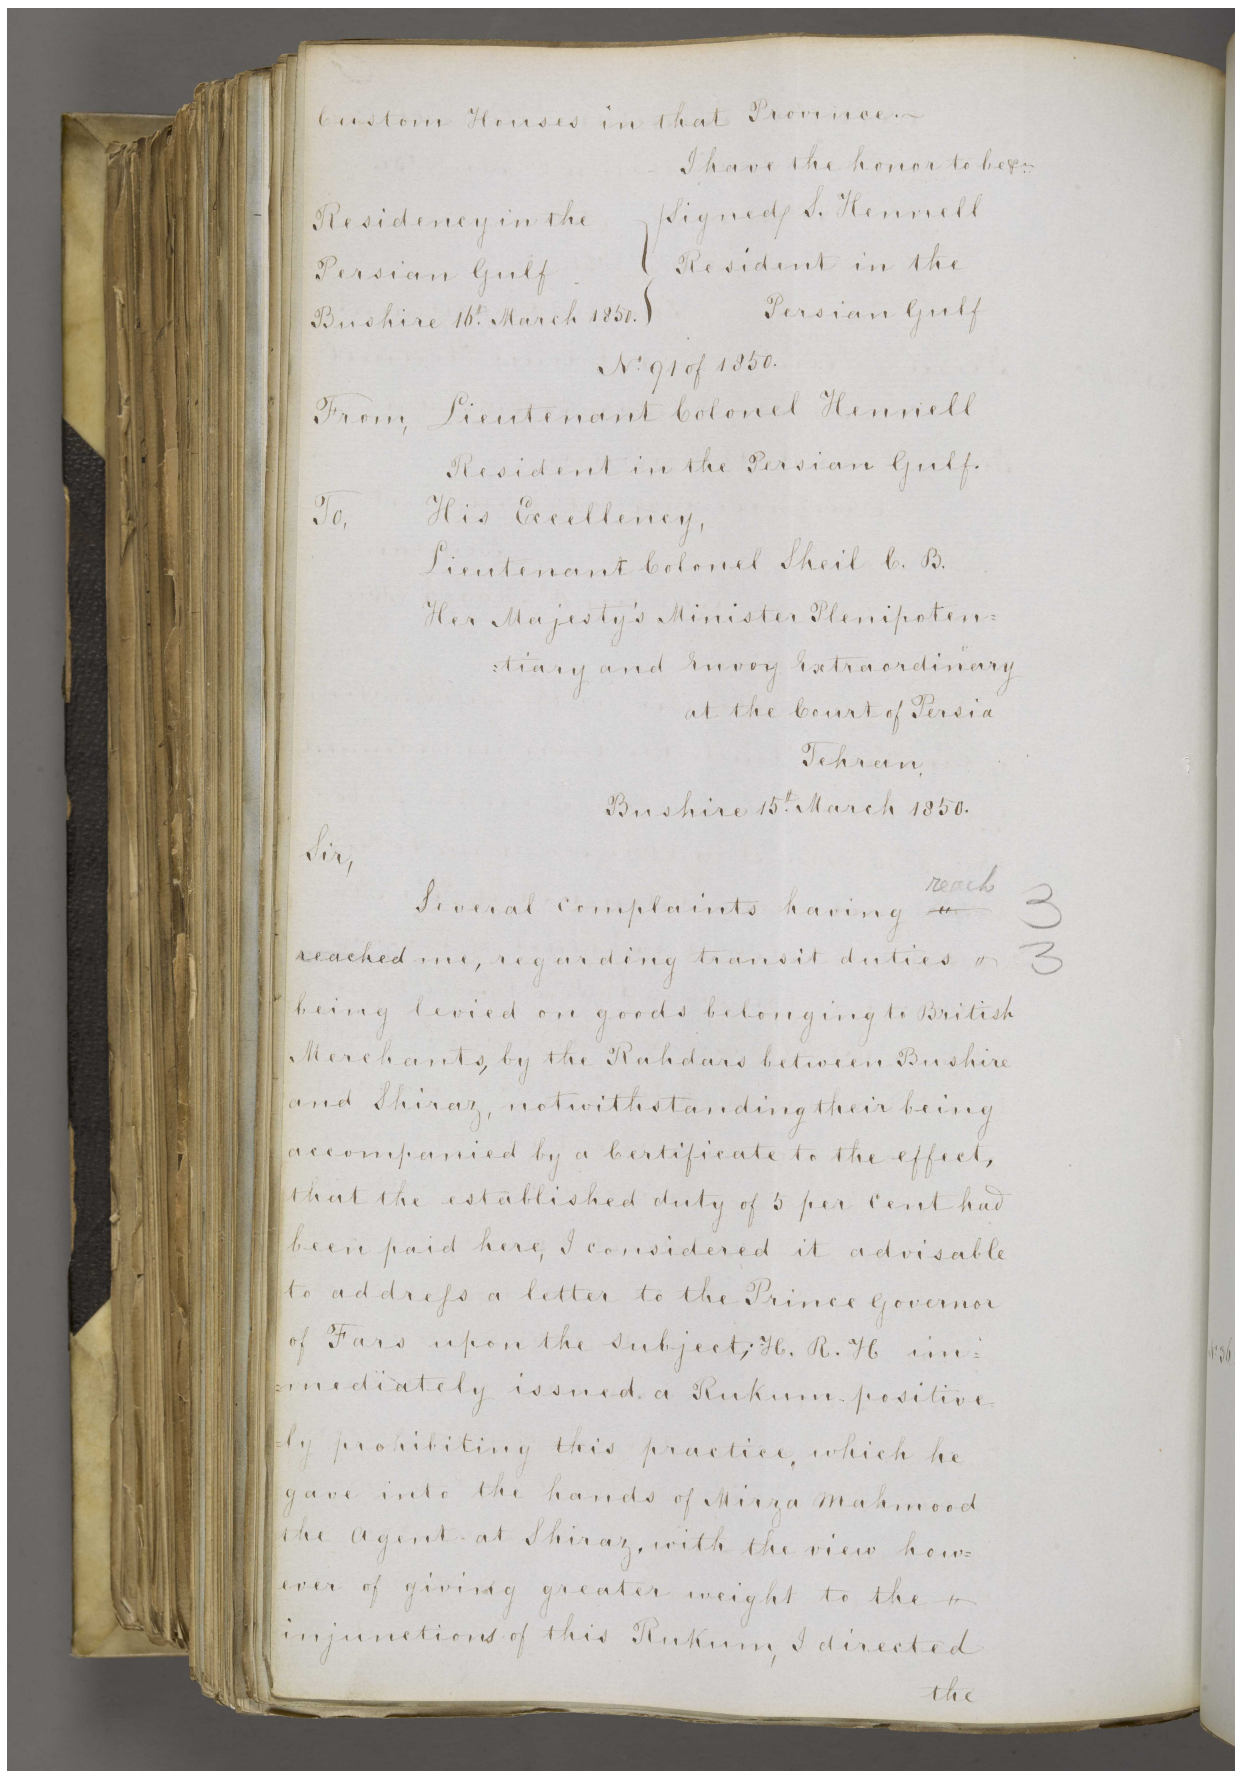 Custom Houses in that Province.~
I have the honor to be &c:
Residency in the } /Signed/ S. Hennell
Persian Gulf } Resident in the
Bushire 16th. March 1850. } Persian Gulf
No. 91 of 1850.
From, Lieutenant Colonel Hennell
Resident in the Persian Gulf.
To, His Excellency,
Lieutenant Colonel Sheil C. B.
Her Majesty's Minister Plenipoten=
=tiary and Envoy Extraordinary
at the Court of Persia
Tehran,
Bushire 15th. March 1850.
Sir,
reach
Several complaints having " 3
reached me, regarding transit duties " 3
being levied on goods belonging to British
Merchants, by the Rahdars between Bushire
and Shiraz, notwithstanding their being
accompanied by a Certificate to the effect,
that the established duty of 5 per Cent had
been paid here, I considered it advisable
to address a letter to the Prince Governor
of Fars upon the subject; H. R. H im=
=mediately issued a Rukum positive
=ly prohibiting this practice, which he
gave into the hands of Mirza Mahmood
the Agent at Shiraz, with the view how=
ever of giving greater weight to the "
injunctions of this Rukum, I directed
the
No 36